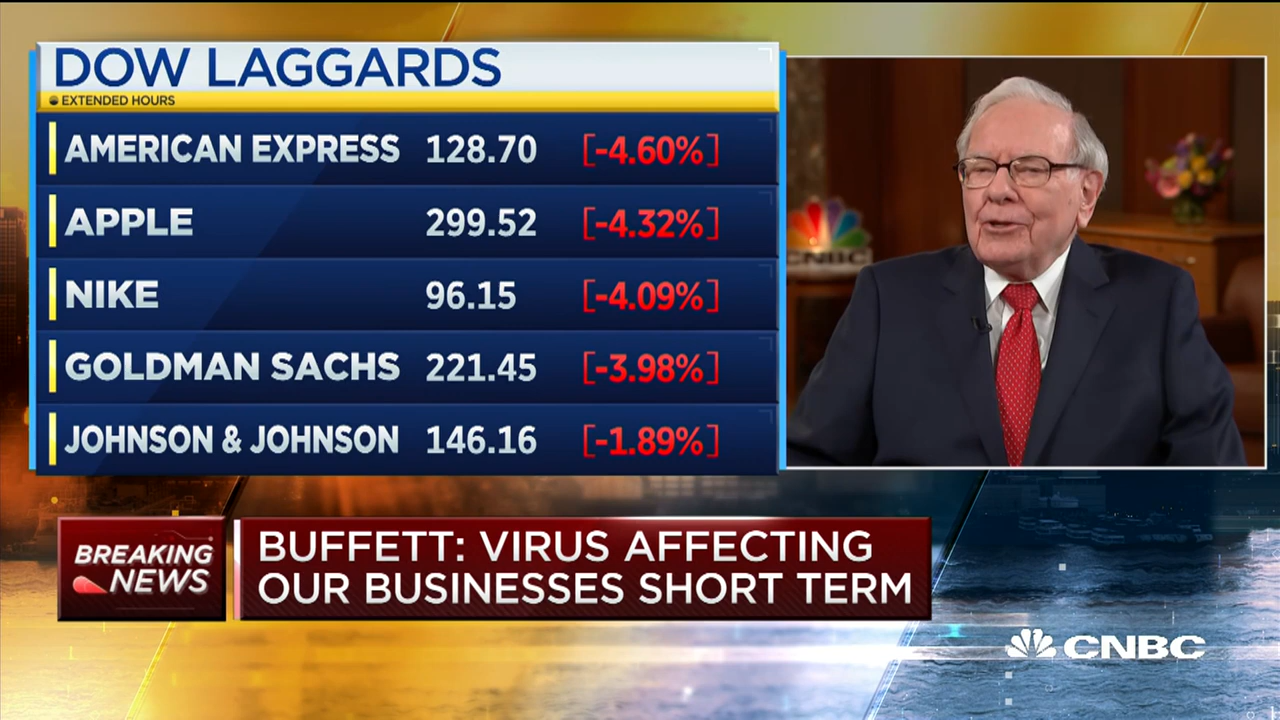 DOW LAGGARDS
EXTENDED HOURS
AMERICAN EXPRESS 128.70 [-4.60%]
APPLE 299.52 [-4.32%]
NIKE 96.15 [-4.09%]
GOLDMAN SACHS 221.45 [-3.98%]
JOHNSON & JOHNSON 146.16 [-1.89%]
CNBC
BREAKING
NEWS
BUFFETT: VIRUS AFFECTING
OUR BUSINESSES SHORT TERM
CNBC